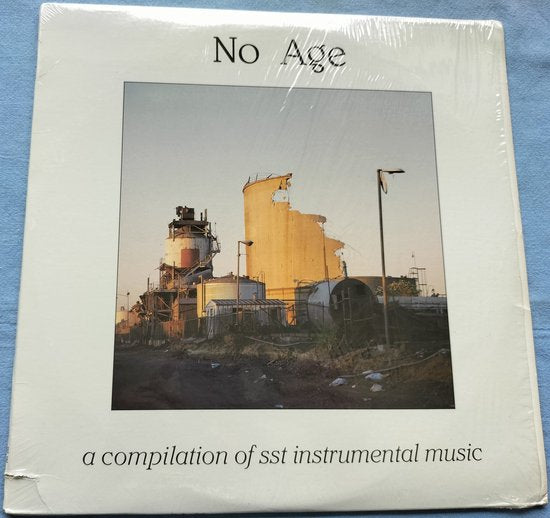 No Age
a compilation of sst instrumental music